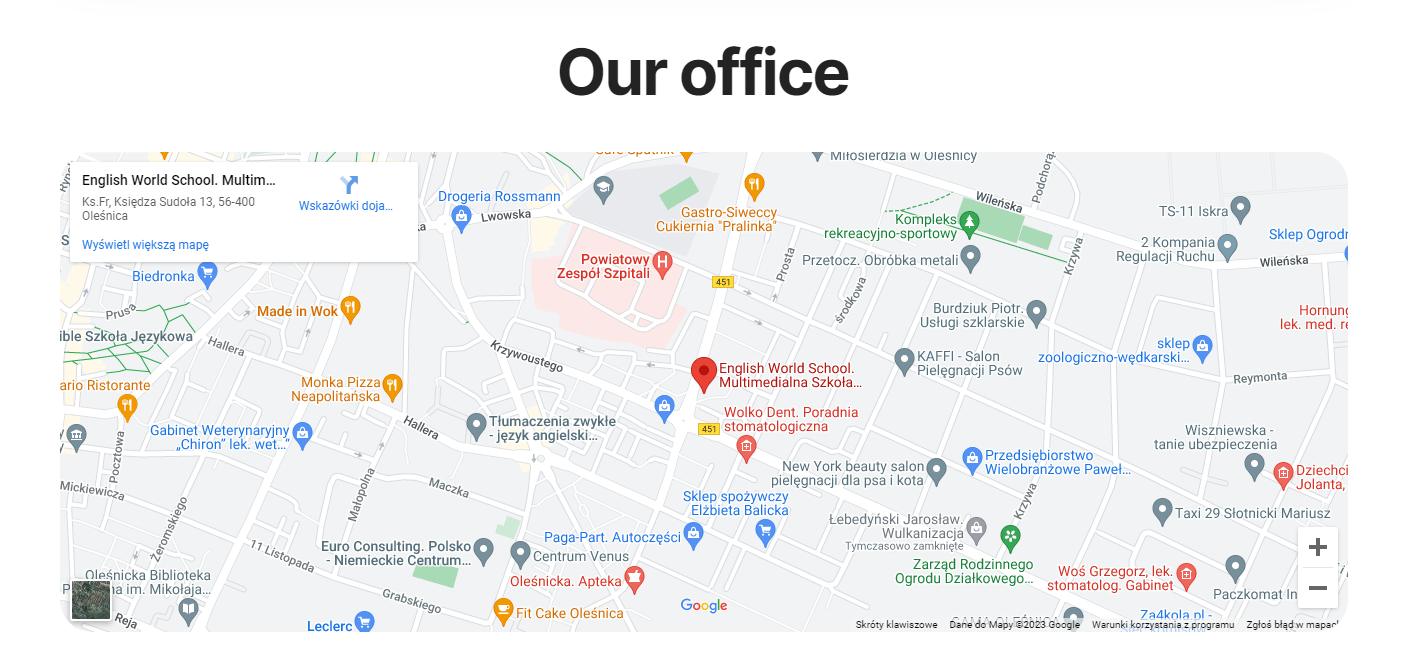 Our office
English World School. Multim...
Ks.Fr, Księdza Sudoła 13, 56-400
Oleśnica
Wskazówki doja...
Wyświetl większą mapę
Miłosierdzia w Oleśnicy
Drogeria Rossmann
Lwowska
Gastro-Siweccy
Cukiernia "Pralinka"
Wileńska
Kompleks
rekreacyjno-sportowy
TS-11 Iskra
2 Kompania
Regulacji Ruchu
Sklep Ogrodn
Wileńska
Krzywa
Prosta
Przetocz. Obróbka metali
Powiatowy
Zespół Szpitali
Biedronka
451
środkowa
Made in Wok
Prusa
Burdziuk Piotr.
Usługi szklarskie
Hornung
lek. med. re
ible Szkoła Językowa
Hallera
Krzywoustego
sklep
zoologiczno-wędkarski...
KAFFI - Salon
Pielęgnacji Psów
English World School.
Multimedialna Szkoła...
Reymonta
ario Ristorante
Monka Pizza
Neapolitańska
Wolko Dent. Poradnia
stomatologiczna
451
Tłumaczenia zwykłe
- język angielski...
Hallera
Gabinet Weterynaryjny
„Chiron” lek. wet...."
Pocztowa
Wiszniewska -
tanie ubezpieczenia
Przedsiębiorstwo
Wielobranżowe Paweł...
New York beauty salon
pielęgnacji dla psa i kota
Dziechci
Jolanta,
Mickiewicza
Małopolna
Maczka
Sklep spożywczy
Elżbieta Balicka
Krzywa
Taxi 29 Słotnicki Mariusz
Żeromskiego
Łebedyński Jarosław.
Wulkanizacja
Tymczasowo zamknięte
Paga-Part. Autoczęści
Euro Consulting. Polsko
- Niemieckie Centrum...
Centrum Venus
11 Listopada
Zarząd Rodzinnego
Ogrodu Działkowego...
Woś Grzegorz, lek.
stomatolog. Gabinet
Oleśnicka Biblioteka
na im. Mikołaja...
Oleśnicka. Apteka
Paczkomat In
Grabskiego
Fit Cake Oleśnica
Google
Reja
Leclerc
Za4kola.pl -
Skróty klawiszowe
Dane do Mapy ©2023 Google
Warunki korzystania z programu
Zgłoś błąd w mapach